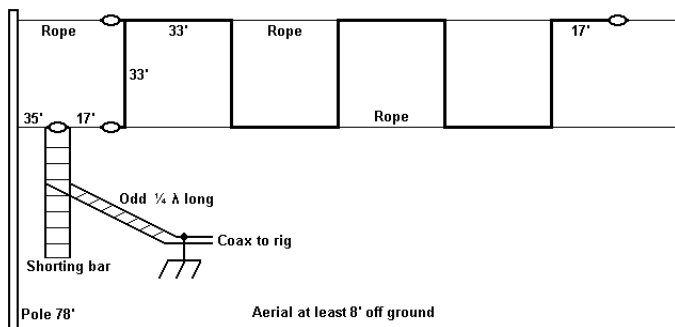 Rope 33' Rope 17'
33'
35' 17' Rope
Odd ¼ λ long
Coax to rig
Shorting bar
Pole 78' Aerial at least 8' off ground